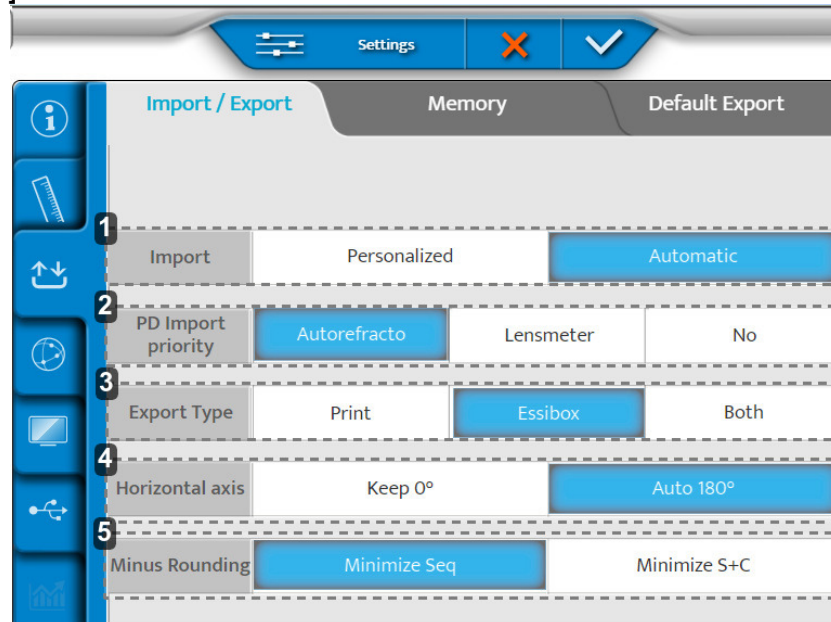 Settings
Import / Export Memory Default Export
1
Import Personalized Automatic
2
PD Import
priority Autorefracto Lensmeter No
3
Export Type Print Essibox Both
4
Horizontal axis Keep 0° Auto 180°
5
Minus Rounding Minimize Seq Minimize S+C